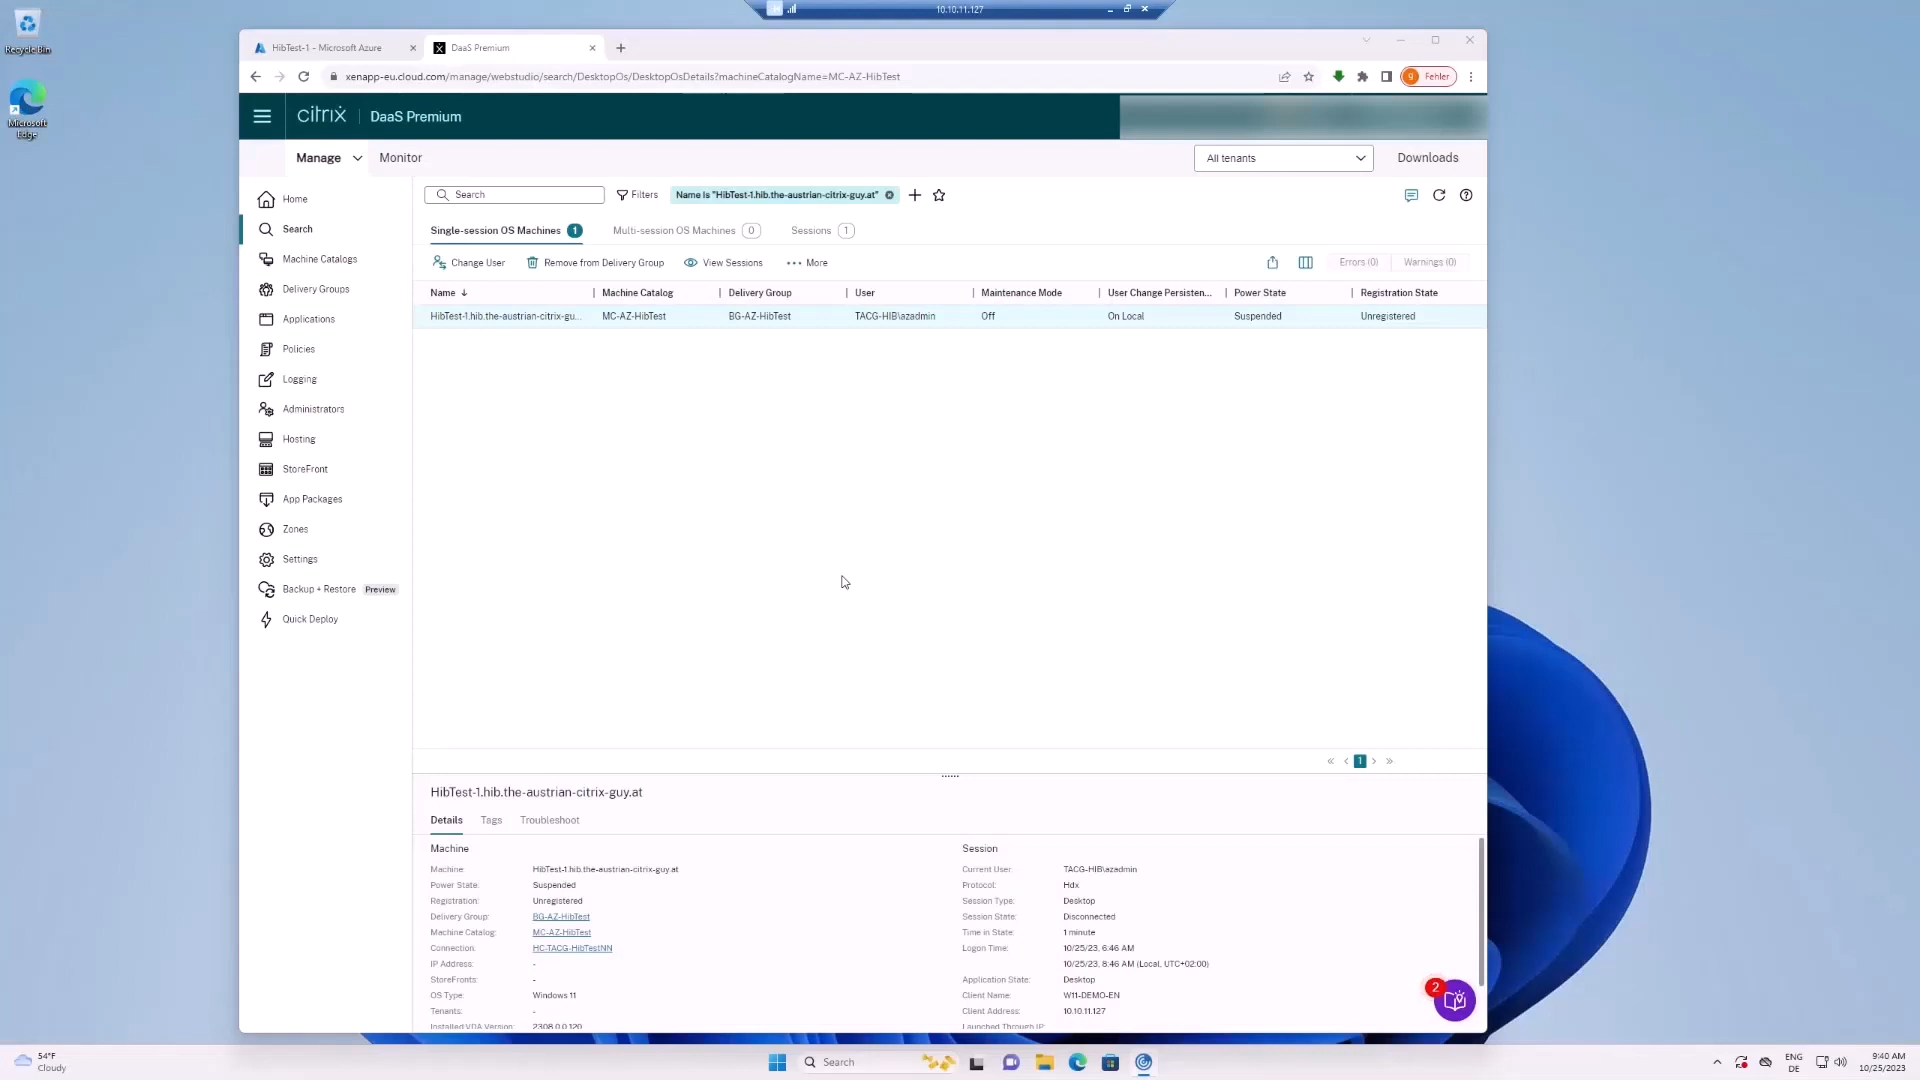 10.10.11.127
Recycle Bin
Microsoft
Edge
HibTest-1 - Microsoft Azure
DaaS Premium
xenapp-eu.cloud.com/manage/webstudio/search/DesktopOs/DesktopOsDetails?machineCatalogName=MC-AZ-HibTest
g Fehler
citrix DaaS Premium
Manage Monitor
All tenants
Downloads
Home
Search
Machine Catalogs
Delivery Groups
Applications
Policies
Logging
Administrators
Hosting
StoreFront
App Packages
Zones
Settings
Backup + Restore Preview
Quick Deploy
Search
Filters
Name Is "HibTest-1.hib.the-austrian-citrix-guy.at"
Single-session OS Machines 1
Multi-session OS Machines 0
Sessions 1
Change User
Remove from Delivery Group
View Sessions
More
Errors (0)
Warnings (0)
Name Machine Catalog Delivery Group User Maintenance Mode User Change Persisten... Power State Registration State
HibTest-1.hib.the-austrian-citrix-gu... MC-AZ-HibTest BG-AZ-HibTest TACG-HIB\azadmin Off On Local Suspended Unregistered
« ‹ 1 › »
HibTest-1.hib.the-austrian-citrix-guy.at
Details Tags Troubleshoot
Machine
Machine: HibTest-1.hib.the-austrian-citrix-guy.at
Power State: Suspended
Registration: Unregistered
Delivery Group: BG-AZ-HibTest
Machine Catalog: MC-AZ-HibTest
Connection: HC-TACG-HibTestNN
IP Address: -
StoreFronts: -
OS Type: Windows 11
Tenants: -
Installed VDA Version: 2308.0.0.120
Session
Current User: TACG-HIB\azadmin
Protocol: Hdx
Session Type: Desktop
Session State: Disconnected
Time in State: 1 minute
Logon Time: 10/25/23, 6:46 AM
10/25/23, 8:46 AM (Local, UTC+02:00)
Application State: Desktop
Client Name: W11-DEMO-EN
Client Address: 10.10.11.127
Launched Through IP:
2
54°F
Cloudy
Search
ENG
DE
9:40 AM
10/25/2023